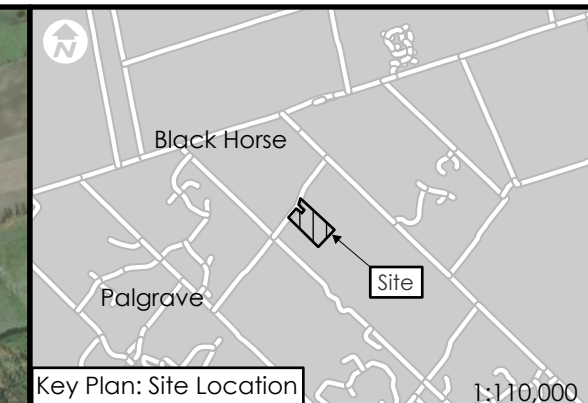 N
Black Horse
Site
Palgrave
Key Plan: Site Location
1:110,000